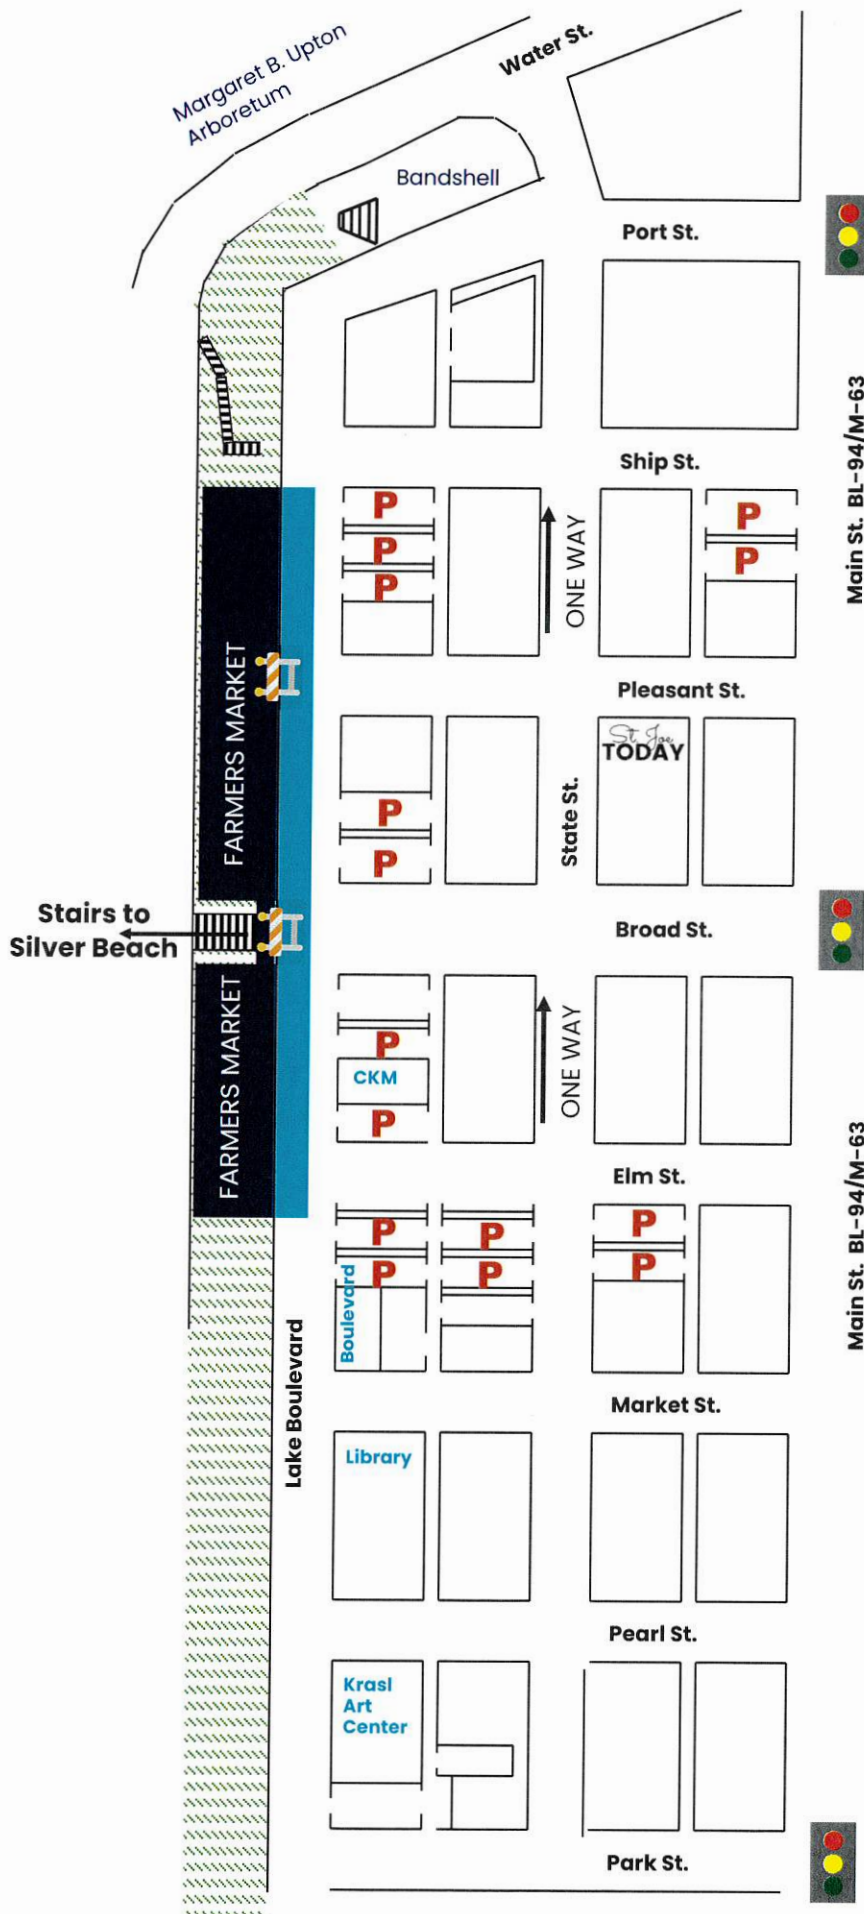 Margaret B. Upton
Arboretum
Water St.
Bandshell
Port St.
Ship St.
Main St. BL-94/M-63
P
P
P
P
P
ONE WAY
FARMERS MARKET
Pleasant St.
St. Joe
TODAY
P
P
State St.
Stairs to
Silver Beach
Broad St.
FARMERS MARKET
P
CKM
P
ONE WAY
Elm St.
Main St. BL-94/M-63
P
P
P
P
P
P
Boulevard
Lake Boulevard
Market St.
Library
Pearl St.
Krasl
Art
Center
Park St.